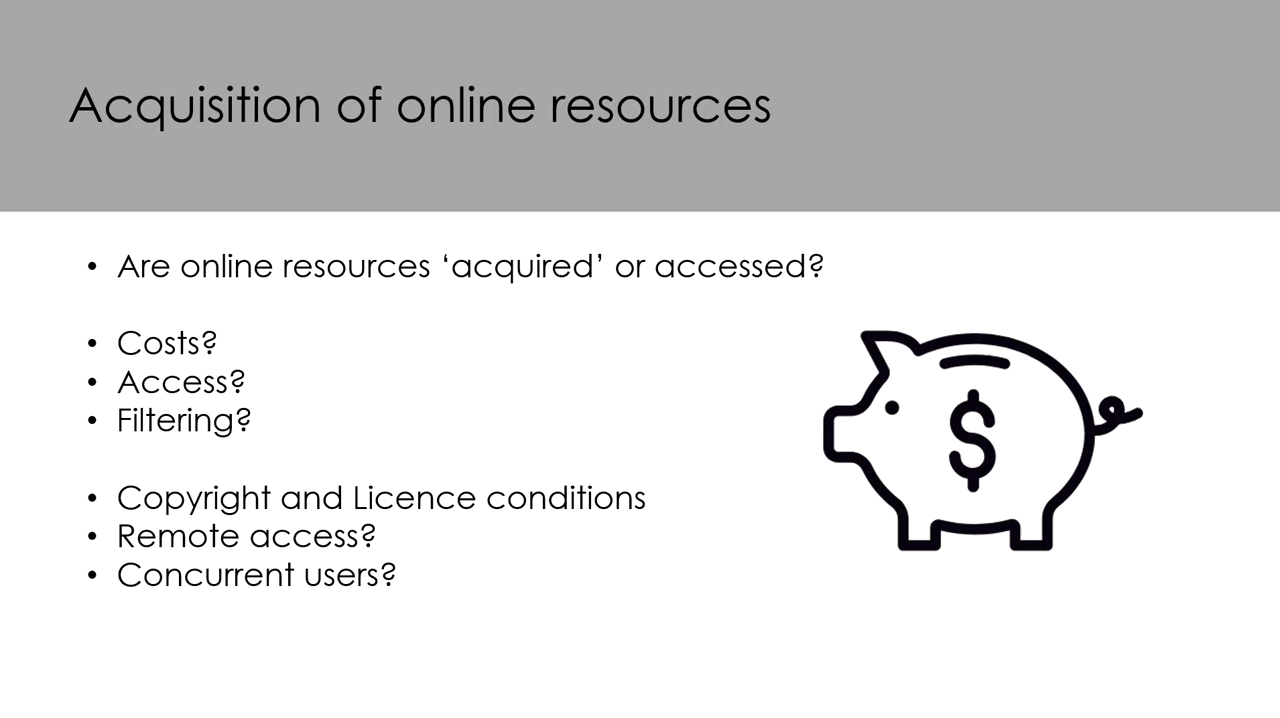 Acquisition of online resources
• Are online resources ‘acquired’ or accessed?
• Costs?
• Access?
• Filtering?
• Copyright and Licence conditions
• Remote access?
• Concurrent users?
$